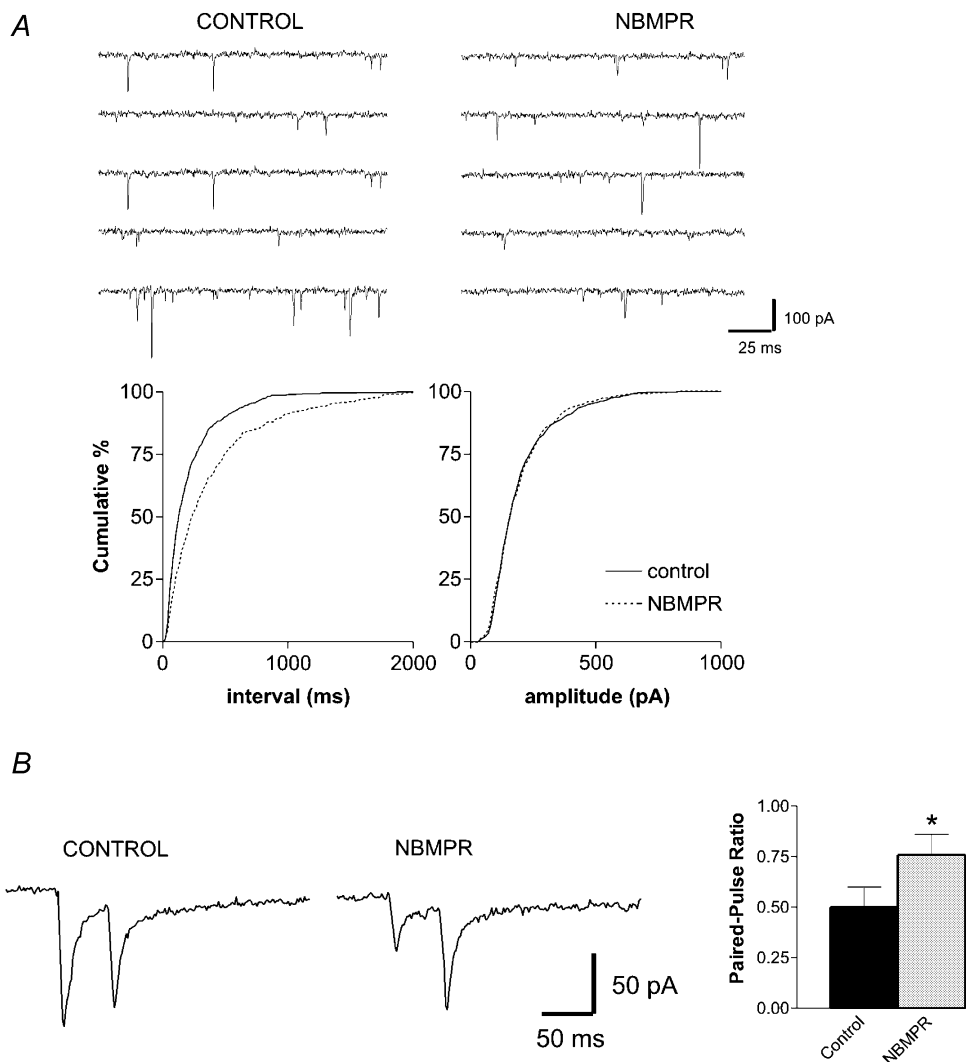 A
CONTROL
NBMPR
100 pA
25 ms
Cumulative %
100
75
50
25
0
0
1000
2000
interval (ms)
100
75
50
25
0
0
500
1000
amplitude (pA)
control
NBMPR
B
CONTROL
NBMPR
50 pA
50 ms
Paired-Pulse Ratio
1.00
0.75
0.50
0.25
0.00
*
Control
NBMPR